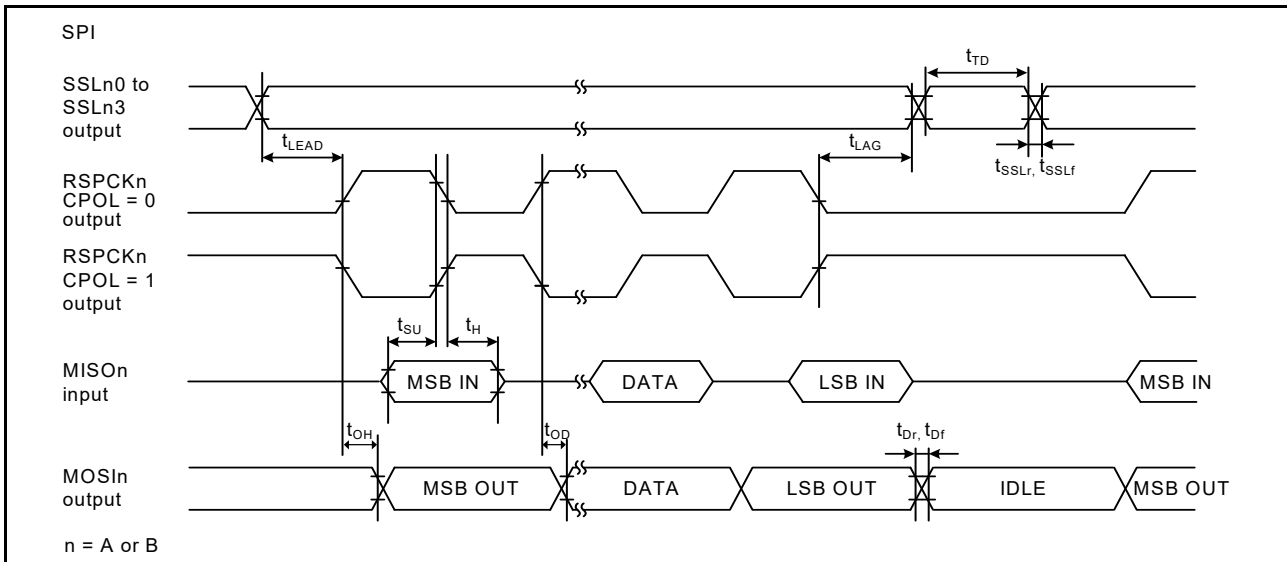 SPI
SSLn0 to
SSLn3
output
tTD
tLEAD
tLAG
tSSLr, tSSLf
RSPCKn
CPOL = 0
output
RSPCKn
CPOL = 1
output
tSU
tH
MISOn
input
MSB IN
DATA
LSB IN
MSB IN
tOH
tOD
tDr, tDf
MOSIn
output
MSB OUT
DATA
LSB OUT
IDLE
MSB OUT
n = A or B